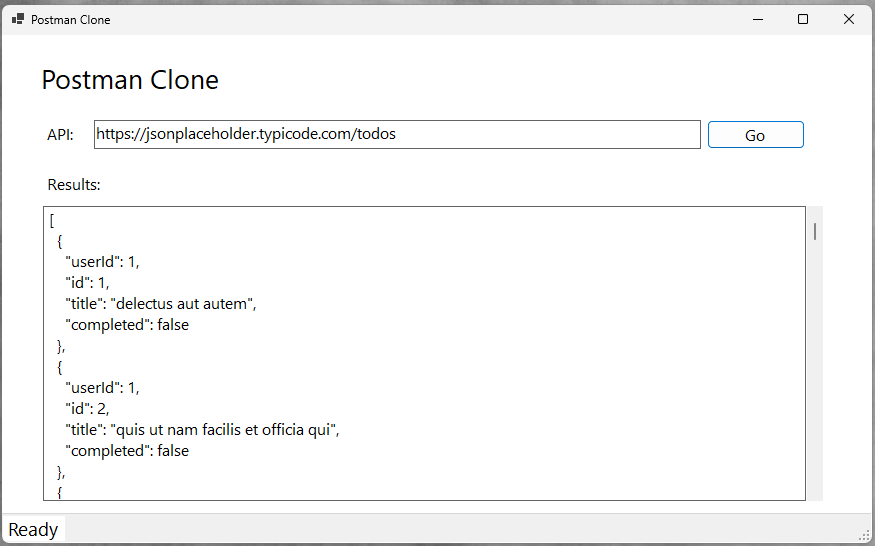 Postman Clone
Postman Clone
API: https://jsonplaceholder.typicode.com/todos Go
Results:
[
  {
    "userId": 1,
    "id": 1,
    "title": "delectus aut autem",
    "completed": false
  },
  {
    "userId": 1,
    "id": 2,
    "title": "quis ut nam facilis et officia qui",
    "completed": false
  },
  {
Ready